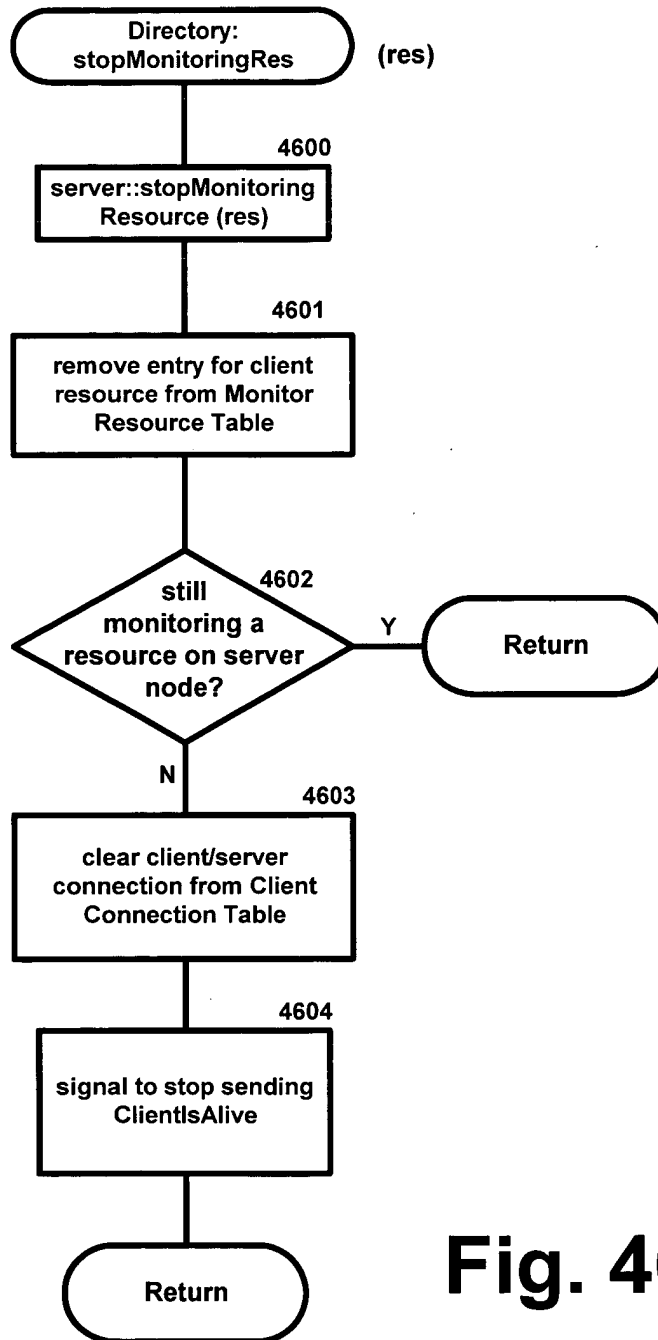 Directory:
stopMonitoringRes
(res)
4600
server::stopMonitoring
Resource (res)
4601
remove entry for client
resource from Monitor
Resource Table
4602
still
monitoring a
resource on server
node?
Y
Return
N
4603
clear client/server
connection from Client
Connection Table
4604
signal to stop sending
ClientIsAlive
Return
Fig.